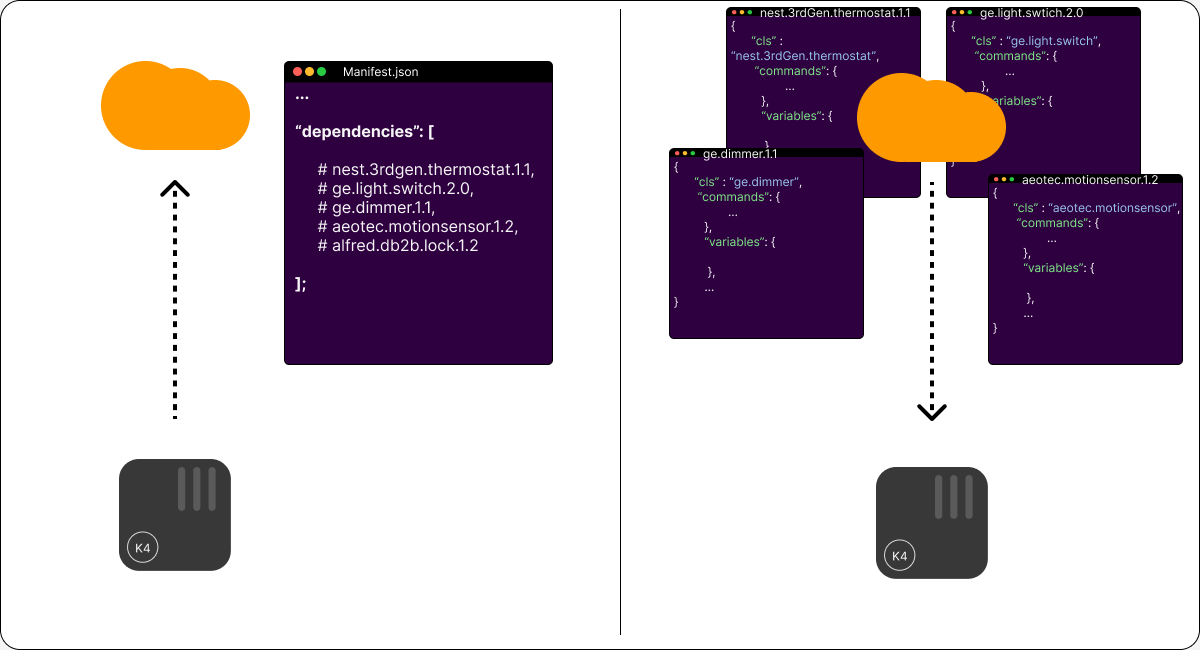 Manifest.json
...
“dependencies”: [
# nest.3rdgen.thermostat.1.1,
# ge.light.switch.2.0,
# ge.dimmer.1.1,
# aeotec.motionsensor.1.2,
# alfred.db2b.lock.1.2
];
K4
nest.3rdGen.thermostat.1.1
{
“cls” :
“nest.3rdGen.thermostat”,
“commands”: {
...
},
“variables”: {
}
ge.light.swtich.2.0
{
“cls” : “ge.light.switch”,
“commands”: {
...
},
ariables”: {
}
ge.dimmer.1.1
{
“cls” : “ge.dimmer”,
“commands”: {
...
},
“variables”: {
},
...
}
aeotec.motionsensor.1.2
{
“cls” : “aeotec.motionsensor”,
“commands”: {
...
},
“variables”: {
},
...
}
K4